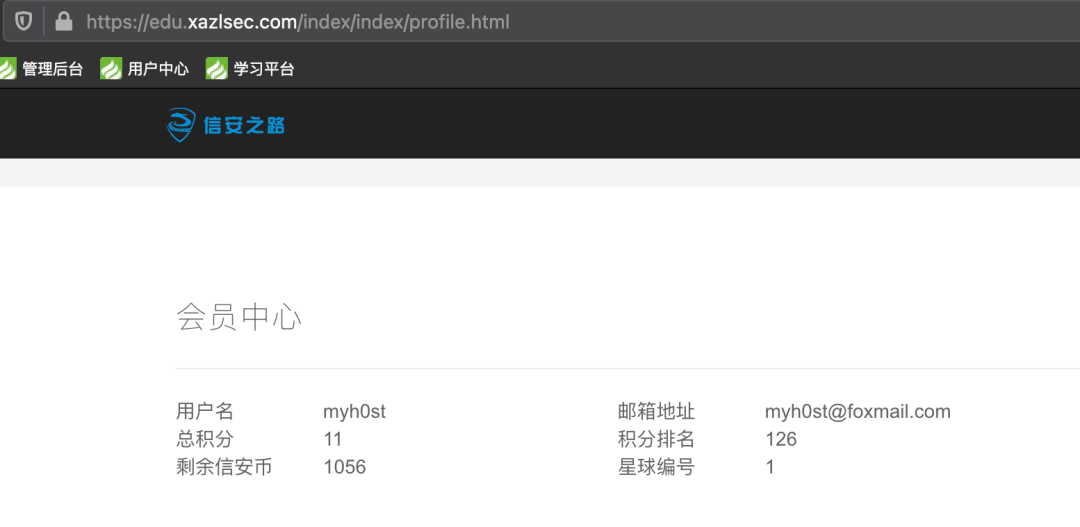 https://edu.xazlsec.com/index/index/profile.html
管理后台 用户中心 学习平台
信安之路
会员中心
用户名 myh0st 邮箱地址 myh0st@foxmail.com
总积分 11 积分排名 126
剩余信安币 1056 星球编号 1